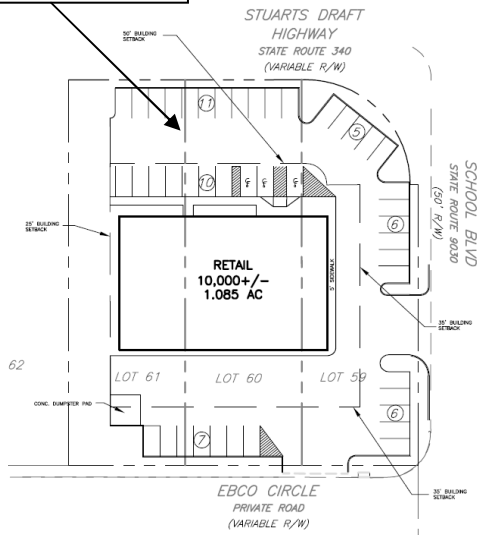 STUARTS DRAFT
HIGHWAY
STATE ROUTE 340
(VARIABLE R/W)
50' BUILDING
SETBACK
11
5
10
6
SCHOOL BLVD
STATE ROUTE 9030
(50' R/W)
25' BUILDING
SETBACK
RETAIL
10,000+/-
1.085 AC
5' SIDEWALK
35' BUILDING
SETBACK
62
LOT 61
LOT 60
LOT 59
CONC. DUMPSTER PAD
6
7
35' BUILDING
SETBACK
EBCO CIRCLE
PRIVATE ROAD
(VARIABLE R/W)